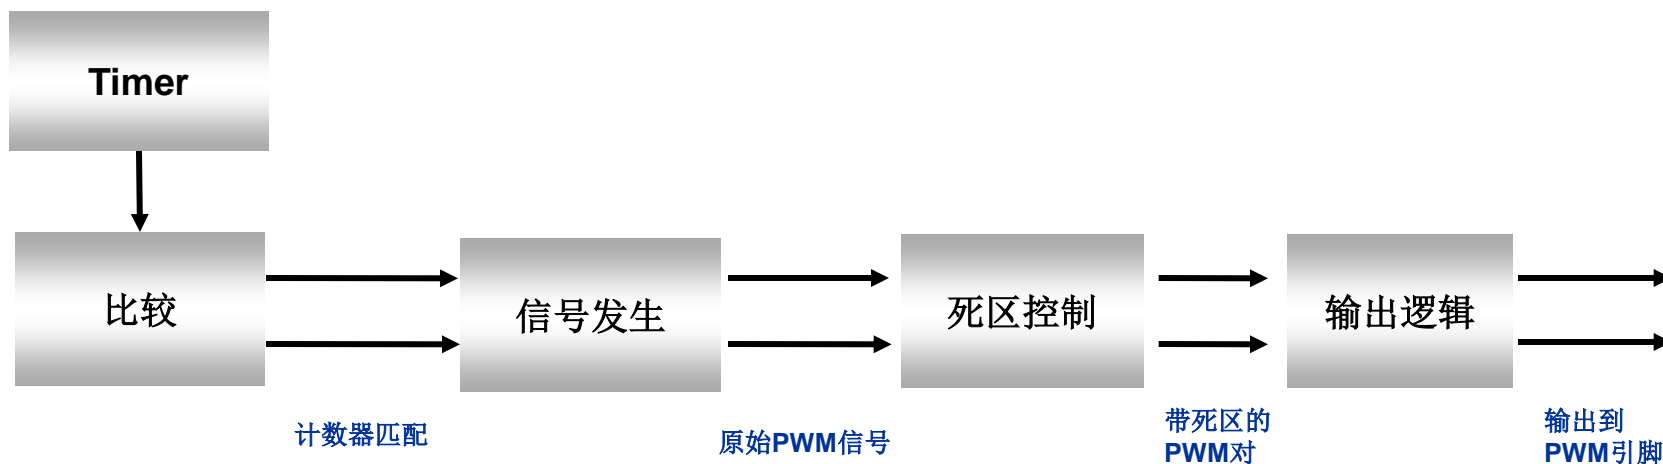 Timer
比较
信号发生
死区控制
输出逻辑
计数器匹配
原始PWM信号
带死区的
PWM对
输出到
PWM引脚